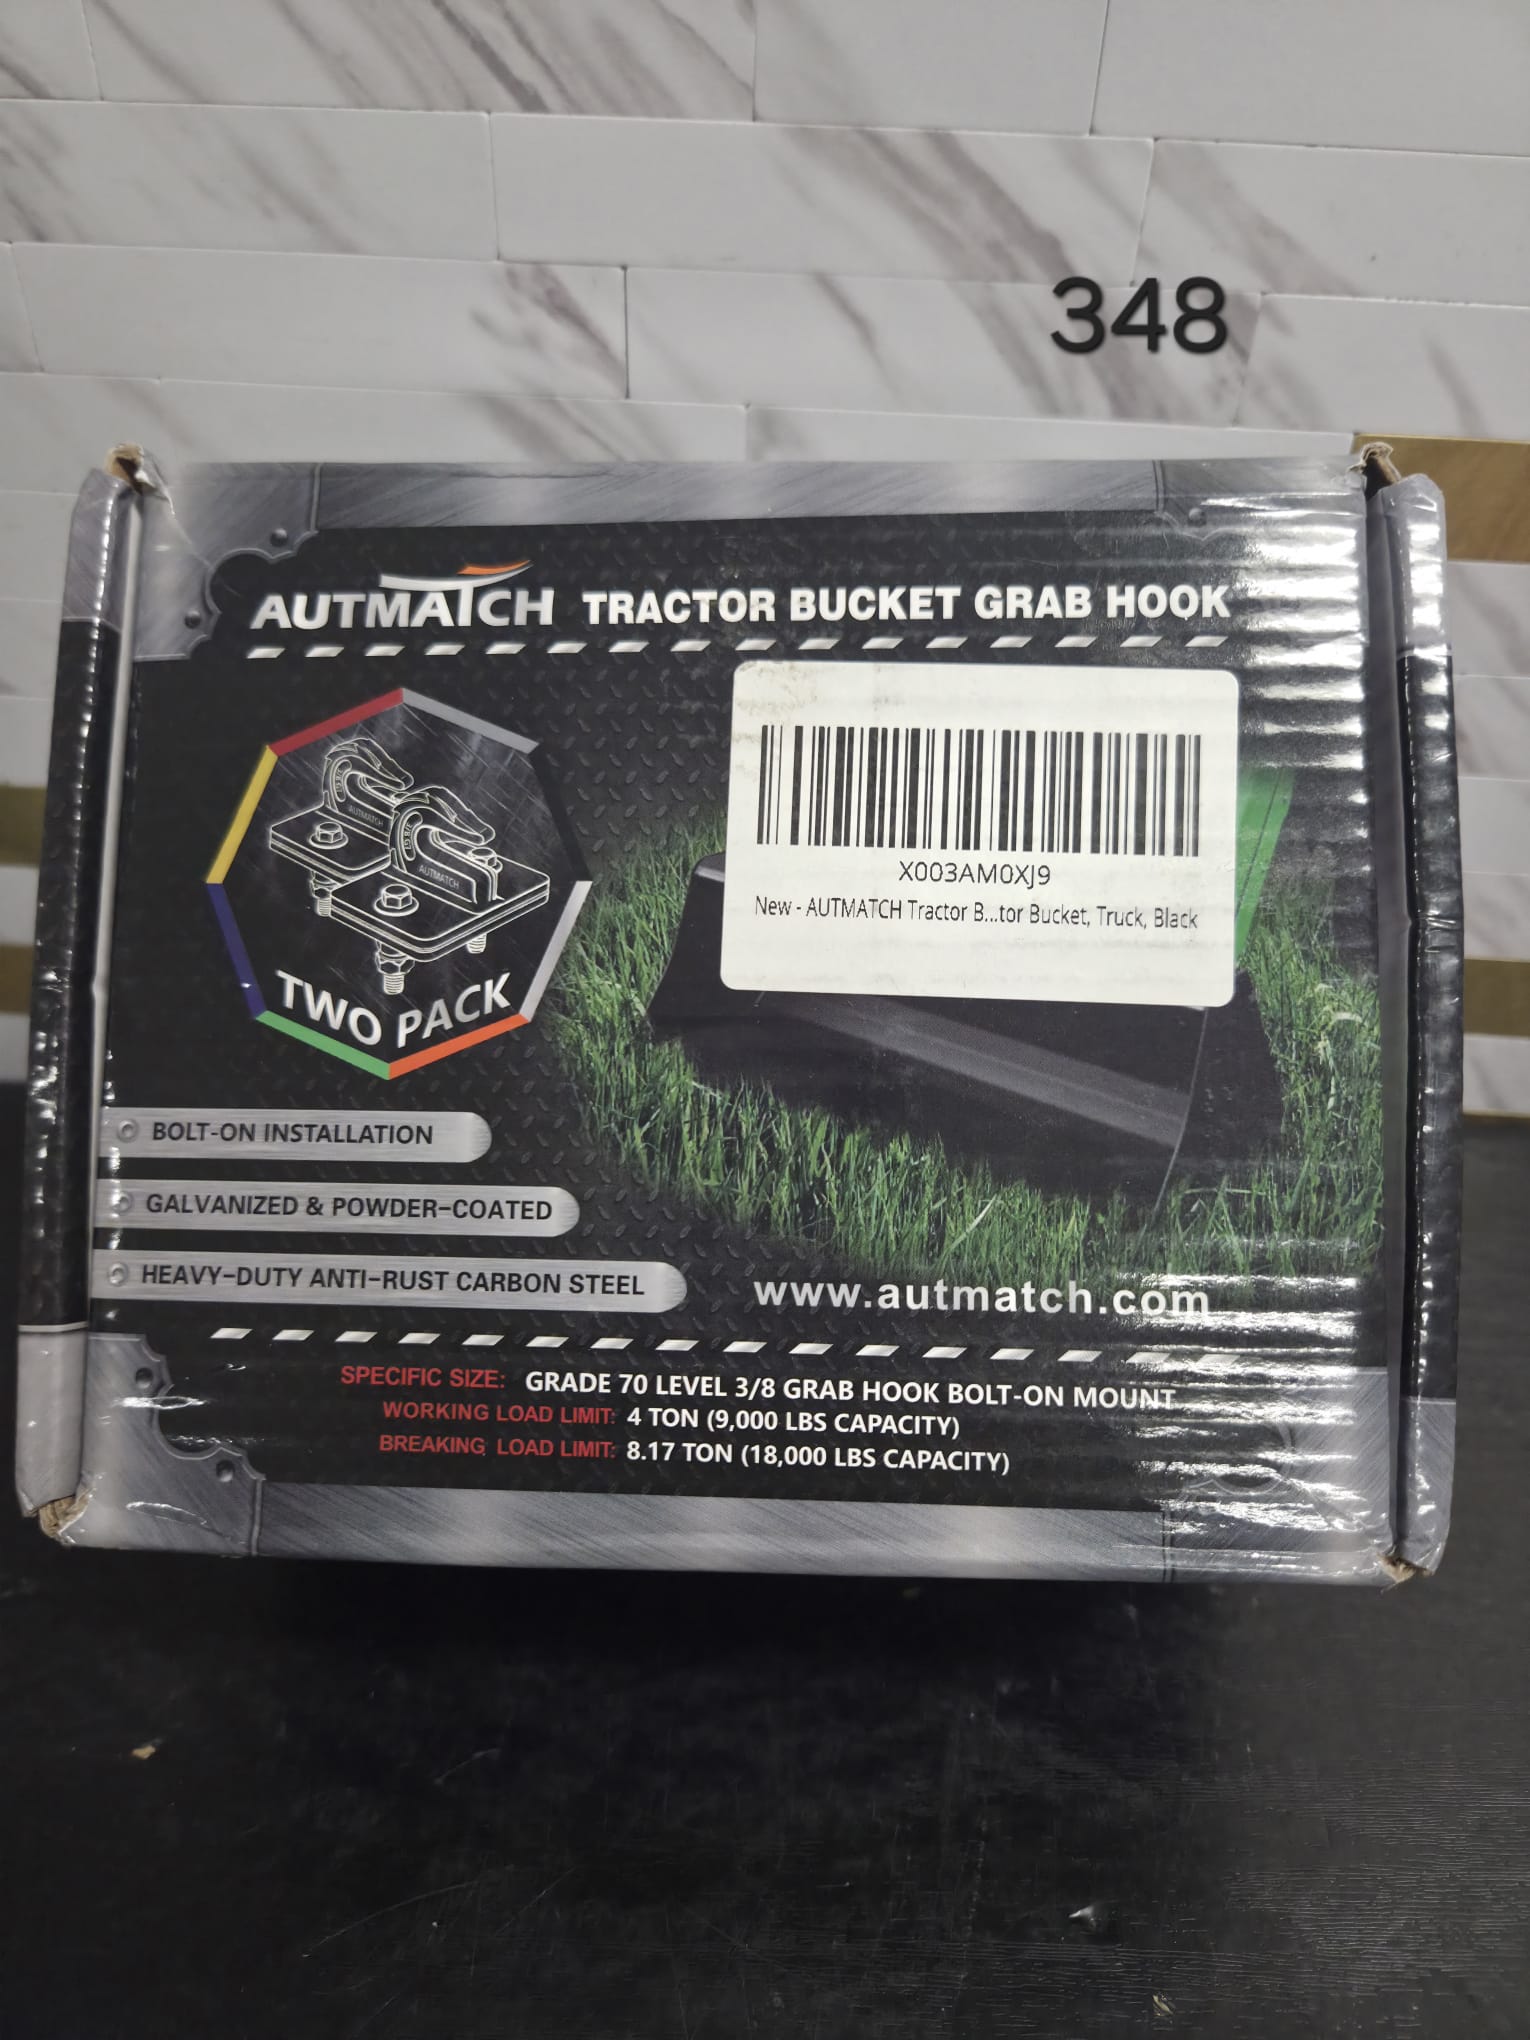 348
AUTMATCH TRACTOR BUCKET GRAB HOOK
X003AM0XJ9
New - AUTMATCH Tractor B...tor Bucket, Truck, Black
AUTMATCH
AUTMATCH
TWO PACK
BOLT-ON INSTALLATION
GALVANIZED & POWDER-COATED
HEAVY-DUTY ANTI-RUST CARBON STEEL
www.autmatch.com
SPECIFIC SIZE: GRADE 70 LEVEL 3/8 GRAB HOOK BOLT-ON MOUNT
WORKING LOAD LIMIT: 4 TON (9,000 LBS CAPACITY)
BREAKING LOAD LIMIT: 8.17 TON (18,000 LBS CAPACITY)